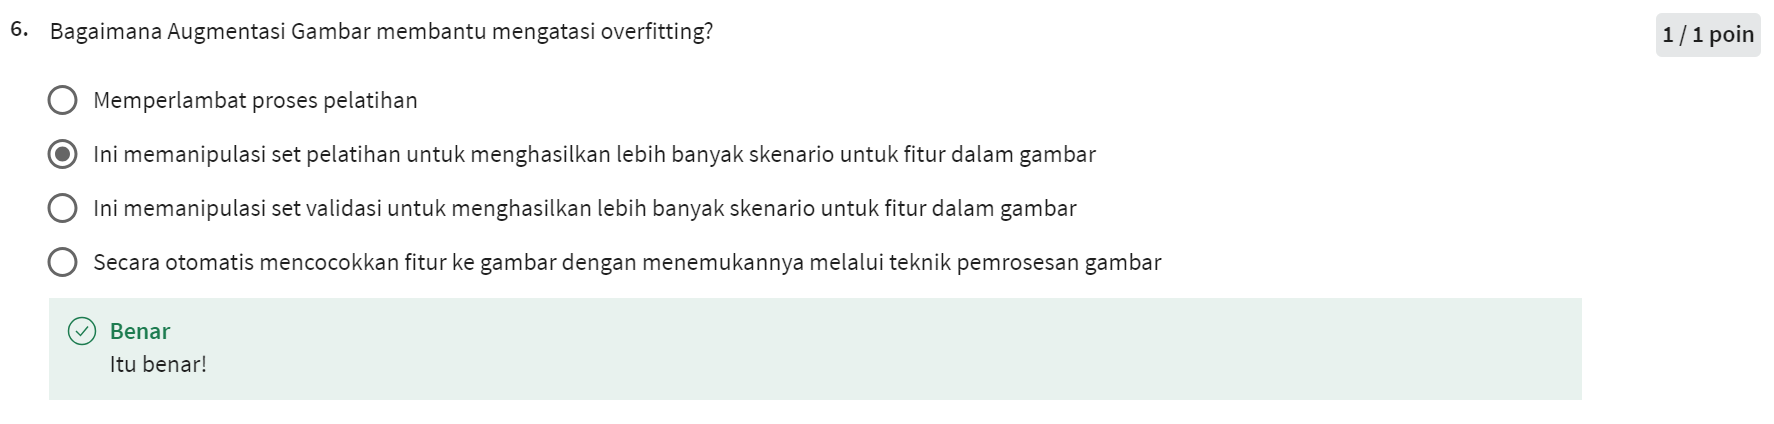 6. Bagaimana Augmentasi Gambar membantu mengatasi overfitting?
1 / 1 poin
Memperlambat proses pelatihan
Ini memanipulasi set pelatihan untuk menghasilkan lebih banyak skenario untuk fitur dalam gambar
Ini memanipulasi set validasi untuk menghasilkan lebih banyak skenario untuk fitur dalam gambar
Secara otomatis mencocokkan fitur ke gambar dengan menemukannya melalui teknik pemrosesan gambar
Benar
Itu benar!